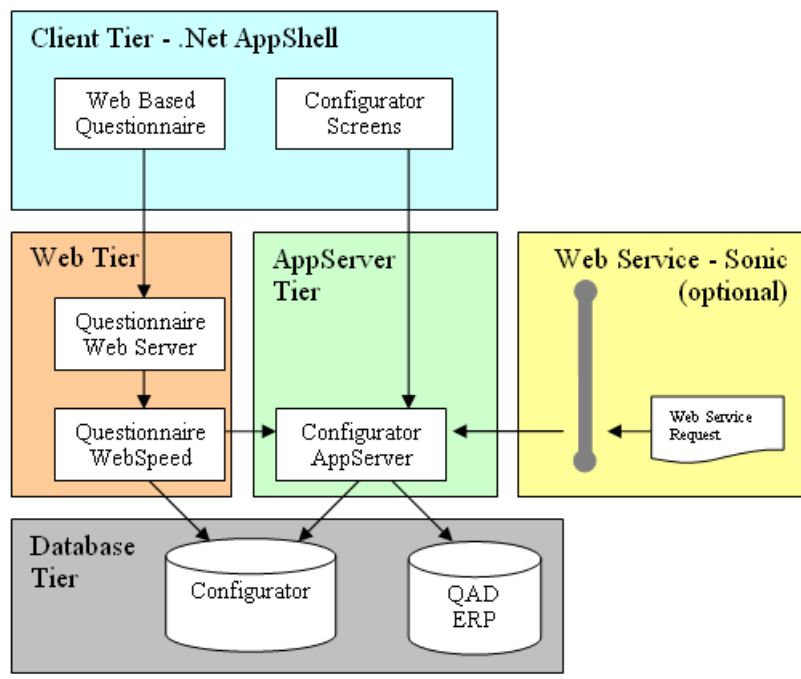 Client Tier - .Net AppShell
Web Based
Questionnaire
Configurator
Screens
Web Tier
Questionnaire
Web Server
Questionnaire
WebSpeed
AppServer
Tier
Configurator
AppServer
Web Service - Sonic
(optional)
Web Service
Request
Database
Tier
Configurator
QAD
ERP